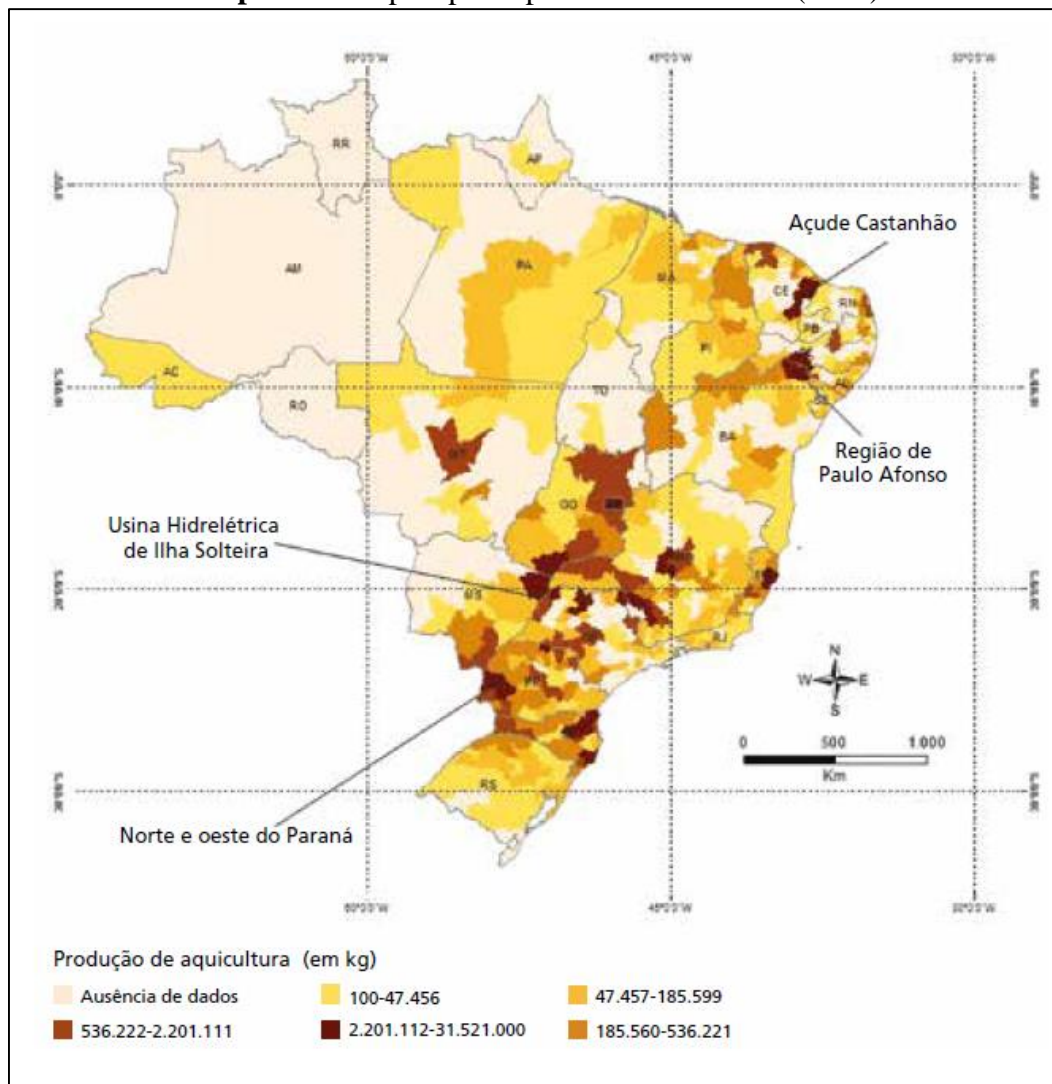 Açude Castanhão
Região de
Paulo Afonso
Usina Hidrelétrica
de Ilha Solteira
Norte e oeste do Paraná
RR
AP
AM
PA
MA
CE
RN
PB
PI
AC
RO
TO
BA
GO
MS
RJ
PR
RS
N
W E
S
0 500 1 000
Km
Produção de aquicultura (em kg)
Ausência de dados
100-47.456
47.457-185.599
536.222-2.201.111
2.201.112-31.521.000
185.560-536.221